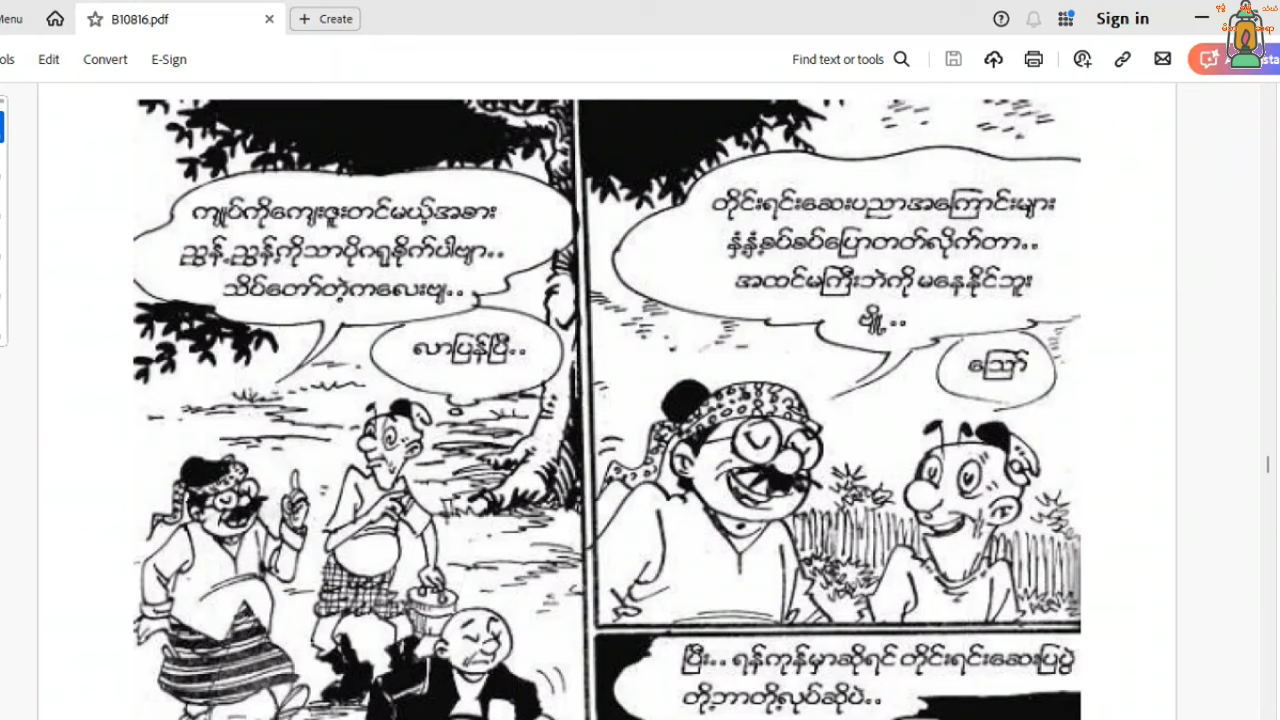 Menu
B10816.pdf
Create
Sign in
Edit
Convert
E-Sign
Find text or tools
ကျုပ်ကိုကျေးဇူးတင်မယ့်အစား
ညွန့်ညွန့်ကိုသာပိုဂရုစိုက်ပါဗျာ..
သိပ်တော်တဲ့ကလေးဗျ..
လာပြန်ပြီ..
တိုင်းရင်းဆေးပညာအကြောင်းများ
နှံ့နှံ့စပ်စပ်ပြောတတ်လိုက်တာ..
အထင်မကြီးဘဲကို မနေနိုင်ဘူး
ဗျို့..
သြော်
ပြီး.. ရန်ကုန်မှာဆိုရင် တိုင်းရင်းဆေးပြပွဲ
တို့ဘာတို့လုပ်ဆိုပဲ..